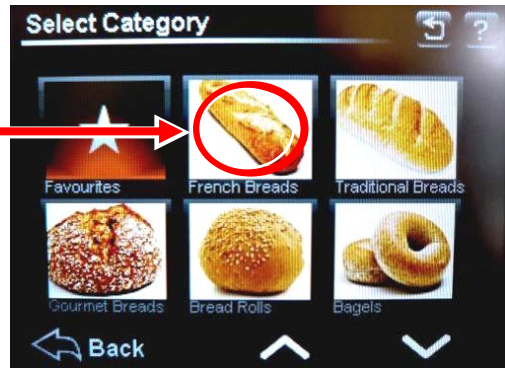 Select Category
?
Favourites
French Breads
Traditional Breads
Gourmet Breads
Bread Rolls
Bagels
Back